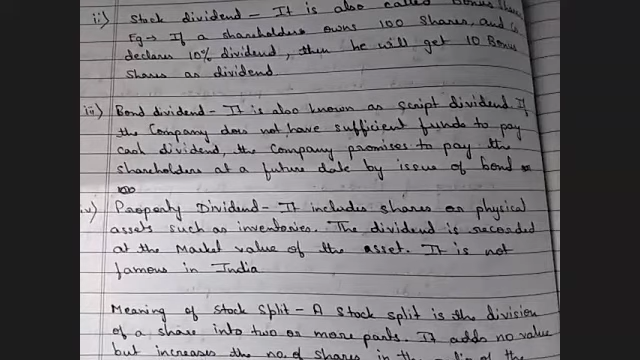 ii) Stock dividend - It is also called Bonus Shares
Eg→ If a shareholders owns 100 Shares, and Co
declares 10% dividend, then he will get 10 Bonus
shares as dividend.
iii) Bond dividend - It is also known as script dividend If
the Company does not have sufficient funds to pay
cash dividend, the Company promises to pay the
shareholders at a future date by issue of bond
iv) Property Dividend - It includes shares or physical
assets such as inventories. The dividend is recorded
at the Market value of the asset. It is not
famous in India
Meaning of Stock Split - A stock split is the division
of a share into two or more parts. It adds no value
but increases the no. of shares in the of the